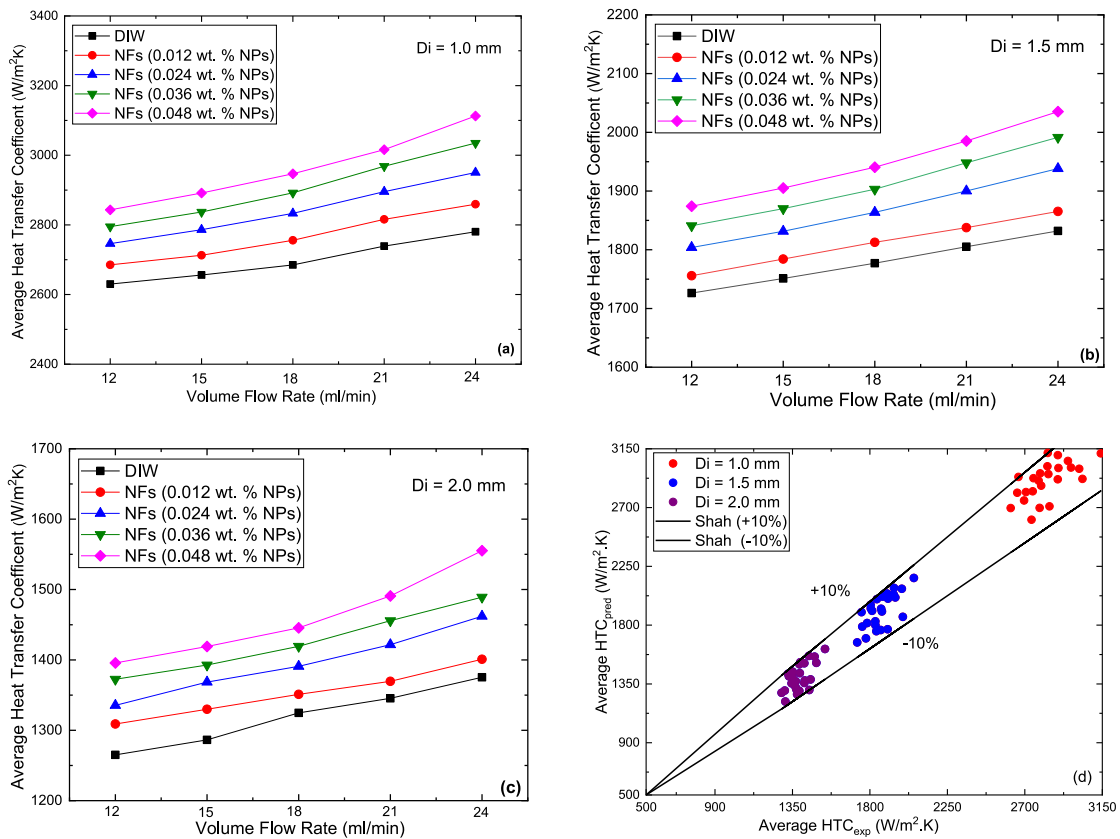 3400
3200
3000
2800
2600
2400
Average Heat Transfer Coefficent (W/m²K)
DIW
NFs (0.012 wt. % NPs)
NFs (0.024 wt. % NPs)
NFs (0.036 wt. % NPs)
NFs (0.048 wt. % NPs)
Di = 1.0 mm
(a)
12 15 18 21 24
Volume Flow Rate (ml/min)
2200
2100
2000
1900
1800
1700
1600
Average Heat Transfer Coefficient (W/m²K)
DIW
NFs (0.012 wt. % NPs)
NFs (0.024 wt. % NPs)
NFs (0.036 wt. % NPs)
NFs (0.048 wt. % NPs)
Di = 1.5 mm
(b)
12 15 18 21 24
Volume Flow Rate (ml/min)
1700
1600
1500
1400
1300
1200
Average Heat Transfer Coefficient (W/m²K)
DIW
NFs (0.012 wt. % NPs)
NFs (0.024 wt. % NPs)
NFs (0.036 wt. % NPs)
NFs (0.048 wt. % NPs)
Di = 2.0 mm
(c)
12 15 18 21 24
Volume Flow Rate (ml/min)
3150
2700
2250
1800
1350
900
500
Average HTCpred (W/m².K)
Di = 1.0 mm
Di = 1.5 mm
Di = 2.0 mm
Shah (+10%)
Shah (-10%)
+10%
-10%
(d)
500 900 1350 1800 2250 2700 3150
Average HTCexp (W/m².K)